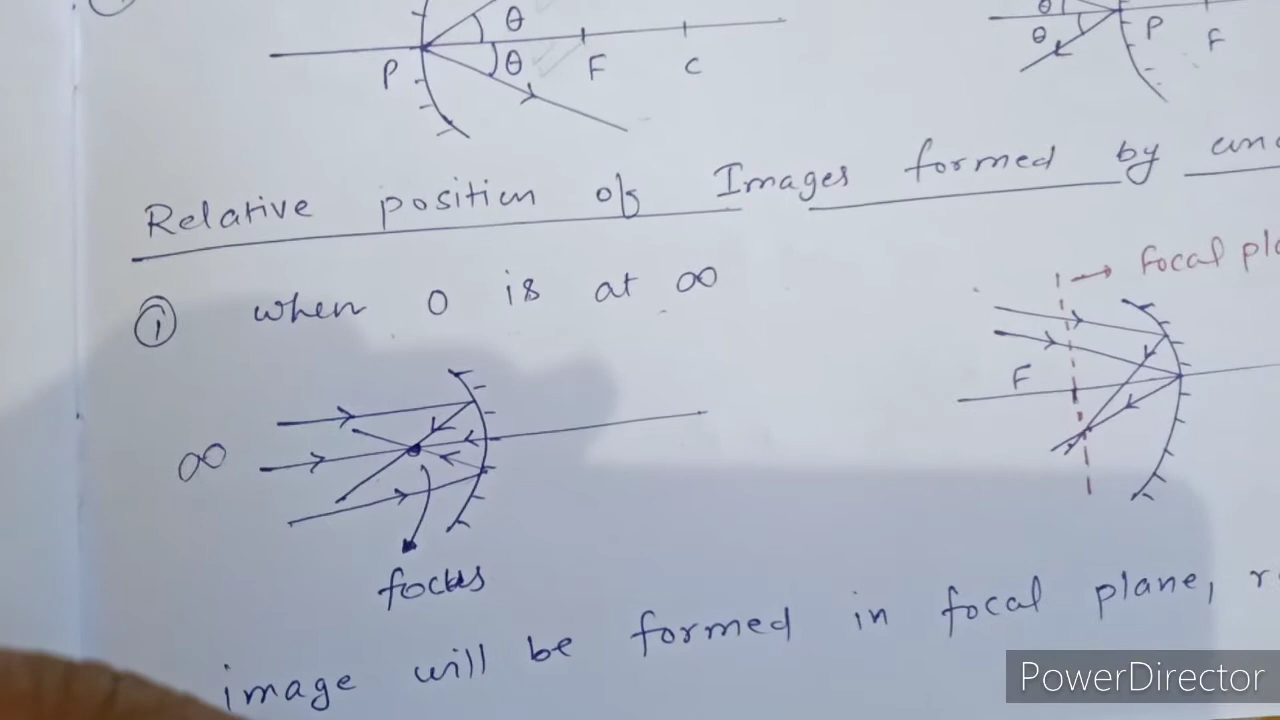 θ
θ
P
F
C
θ
θ
P
F
Relative position of Images formed by
① when O is at ∞
→ focal
∞
F
focus
image will be formed in focal plane,
PowerDirector